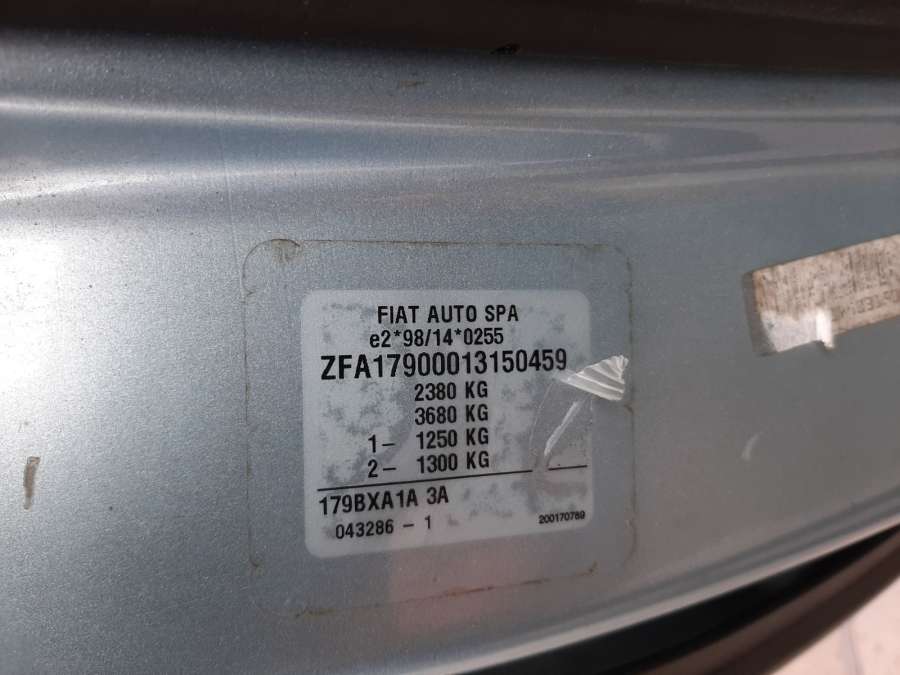 FIAT AUTO SPA
e2*98/14*0255
ZFA17900013150459
2380 KG
3680 KG
1- 1250 KG
2- 1300 KG
179BXA1A 3A
043286 - 1
200170789